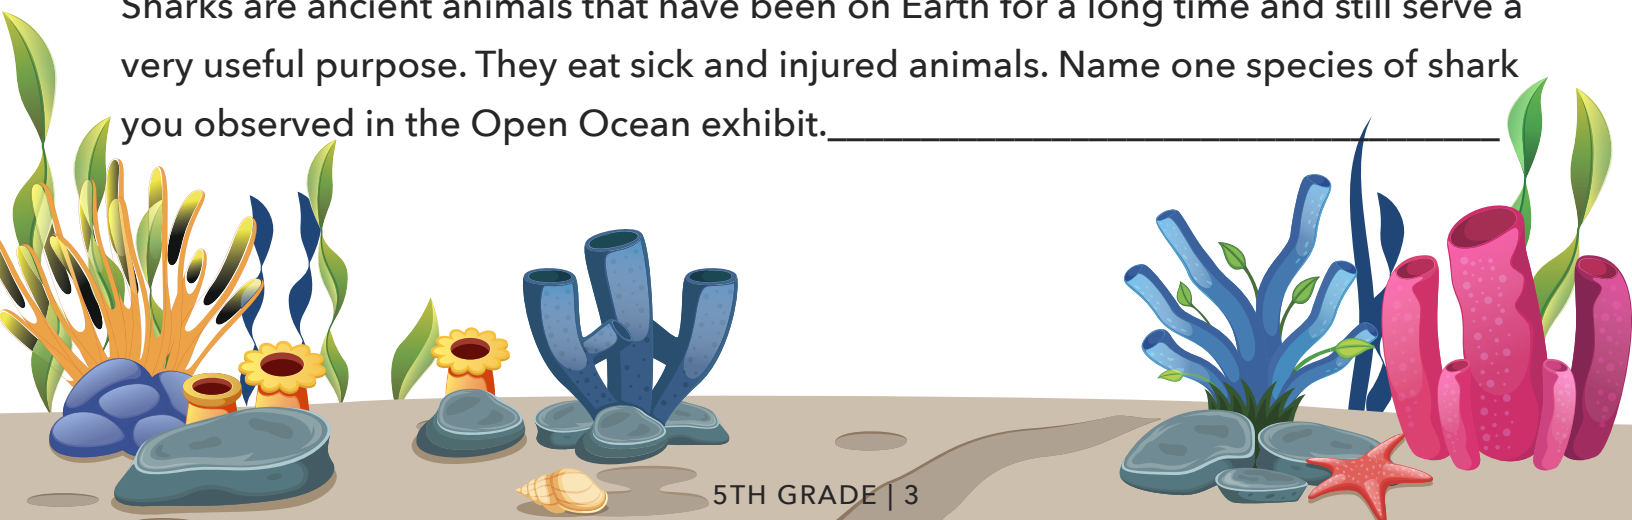 Sharks are ancient animals that have been on Earth for a long time and still serve a
very useful purpose. They eat sick and injured animals. Name one species of shark
you observed in the Open Ocean exhibit.____________________________________
5TH GRADE | 3